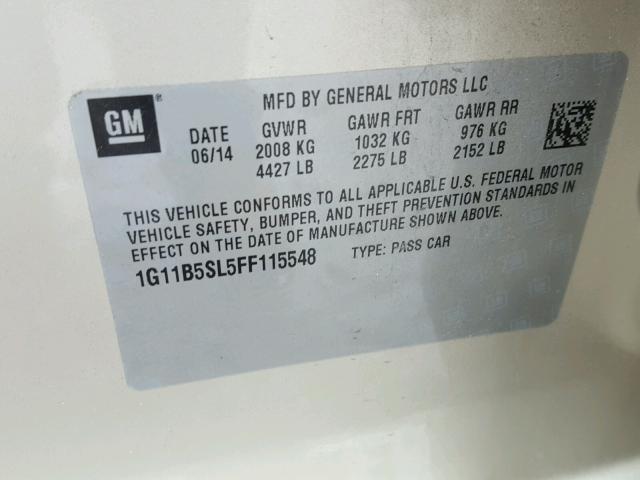 GM ®
MFD BY GENERAL MOTORS LLC
DATE GVWR GAWR FRT GAWR RR
06/14 2008 KG 1032 KG 976 KG
4427 LB 2275 LB 2152 LB
THIS VEHICLE CONFORMS TO ALL APPLICABLE U.S. FEDERAL MOTOR
VEHICLE SAFETY, BUMPER, AND THEFT PREVENTION STANDARDS IN
EFFECT ON THE DATE OF MANUFACTURE SHOWN ABOVE.
1G11B5SL5FF115548 TYPE: PASS CAR